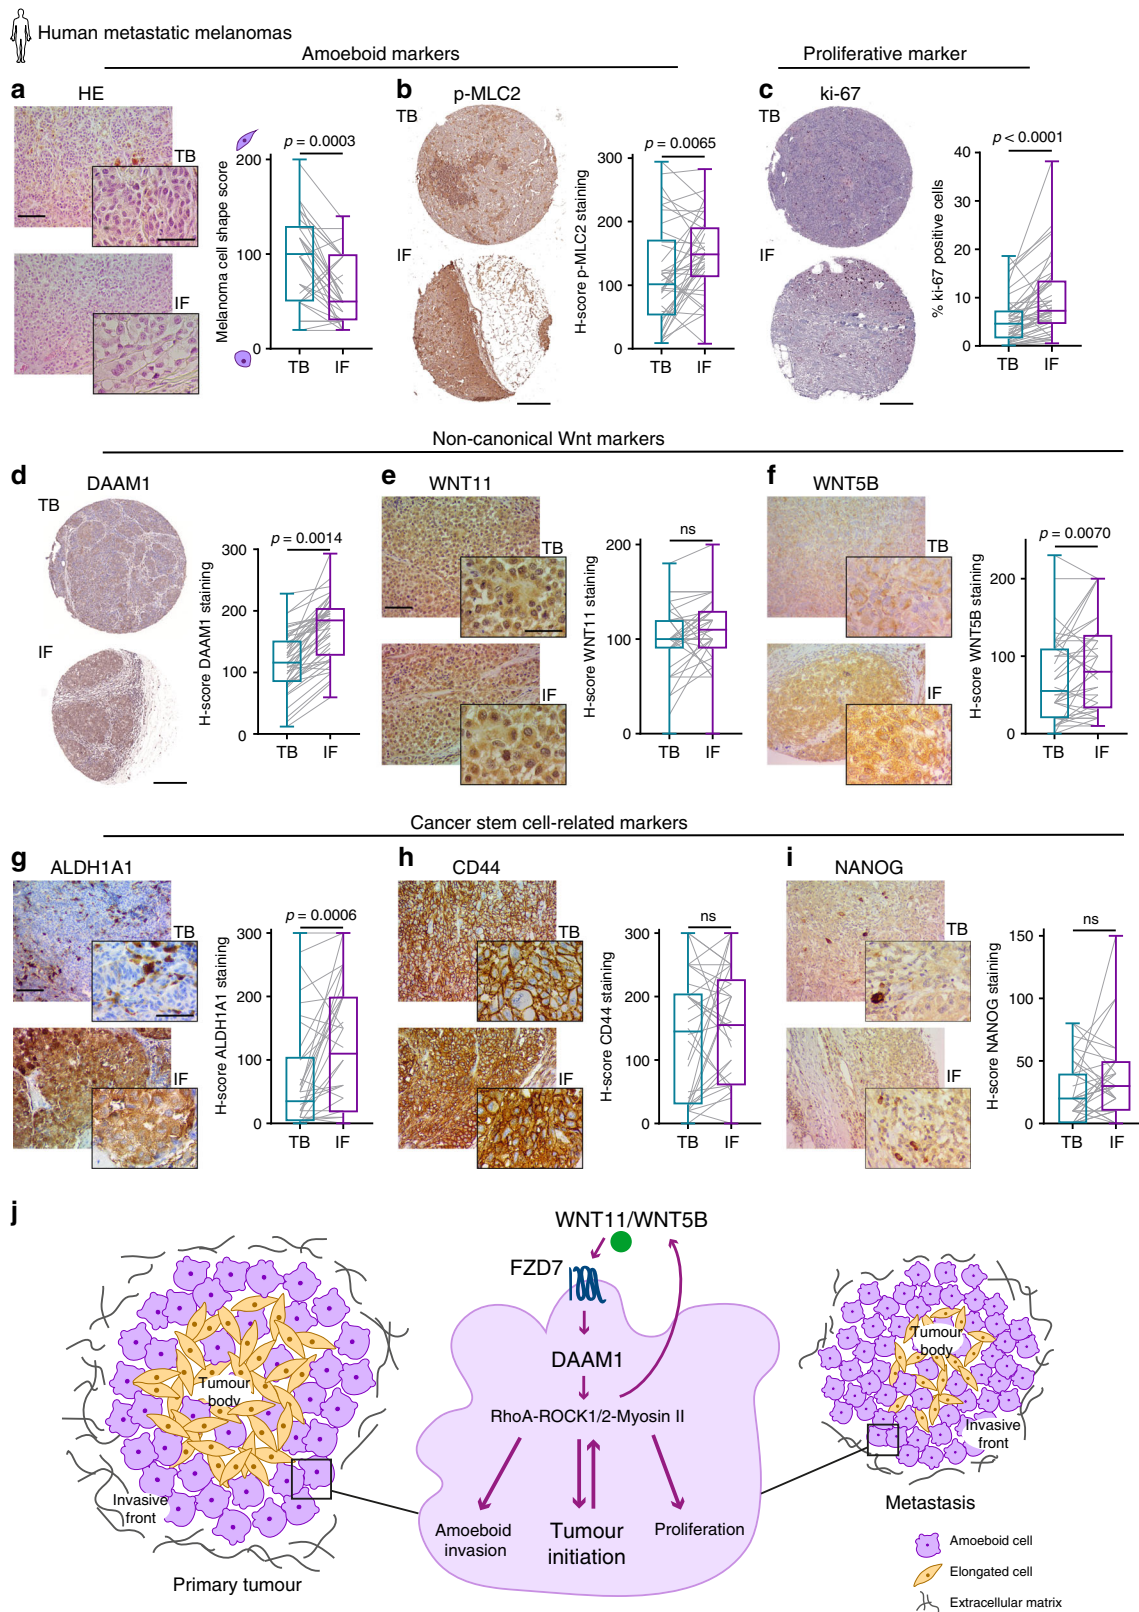 Human metastatic melanomas
Amoeboid markers
Proliferative marker
a
HE
TB
IF
Melanoma cell shape score
200
100
0
p = 0.0003
TB IF
b
p-MLC2
TB
IF
H-score p-MLC2 staining
300
200
100
0
p = 0.0065
TB IF
c
ki-67
TB
IF
% ki-67 positive cells
40
30
20
10
0
p < 0.0001
TB IF
Non-canonical Wnt markers
d
DAAM1
TB
IF
H-score DAAM1 staining
300
200
100
0
p = 0.0014
TB IF
e
WNT11
TB
IF
H-score WNT11 staining
200
100
0
ns
TB IF
f
WNT5B
TB
IF
H-score WNT5B staining
200
100
0
p = 0.0070
TB IF
Cancer stem cell-related markers
g
ALDH1A1
TB
IF
H-score ALDH1A1 staining
300
200
100
0
p = 0.0006
TB IF
h
CD44
TB
IF
H-score CD44 staining
300
200
100
0
ns
TB IF
i
NANOG
TB
IF
H-score NANOG staining
150
100
50
0
ns
TB IF
j
Tumour
body
Invasive
front
Primary tumour
WNT11/WNT5B
FZD7
DAAM1
RhoA-ROCK1/2-Myosin II
Amoeboid
invasion
Tumour
initiation
Proliferation
Tumour
body
Invasive
front
Metastasis
Amoeboid cell
Elongated cell
Extracellular matrix